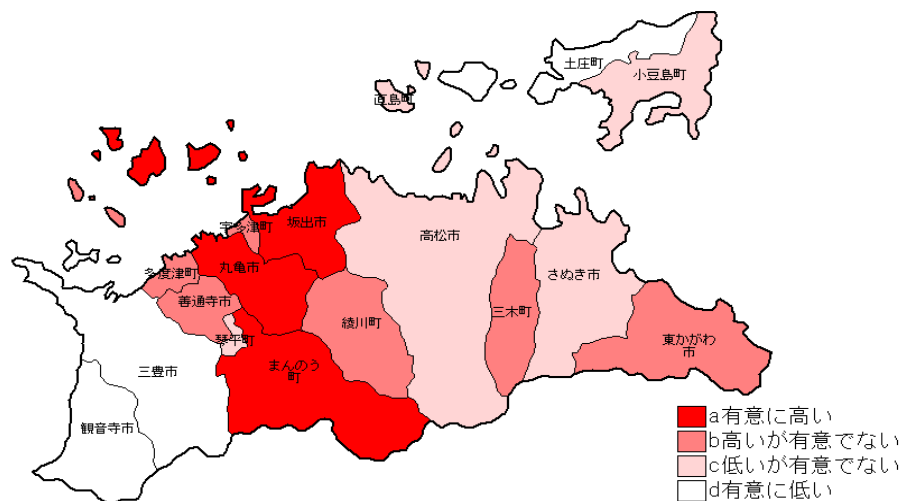 土庄町
小豆島町
直島町
宇多津町
坂出市
高松市
多度津町
丸亀市
さぬき市
善通寺市
三木町
綾川町
琴平町
東かがわ
市
まんのう
町
三豊市
観音寺市
a有意に高い
b高いが有意でない
c低いが有意でない
d有意に低い